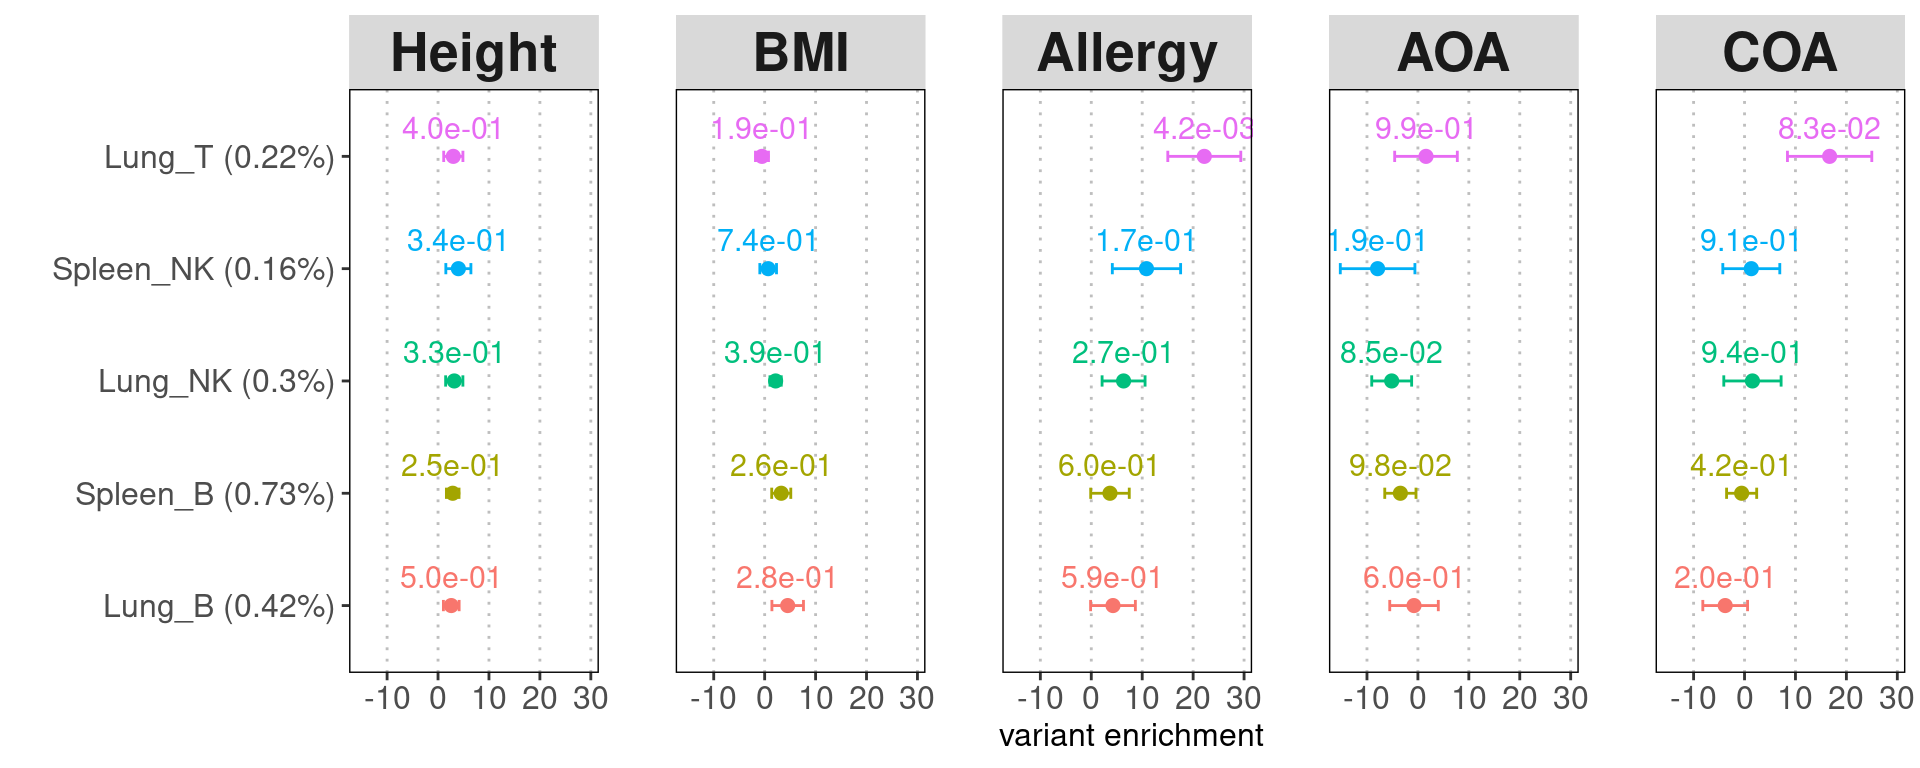 Height BMI Allergy AOA COA
Lung_T (0.22%) 4.0e-01 1.9e-01 4.2e-03 9.9e-01 8.3e-02
Spleen_NK (0.16%) 3.4e-01 7.4e-01 1.7e-01 1.9e-01 9.1e-01
Lung_NK (0.3%) 3.3e-01 3.9e-01 2.7e-01 8.5e-02 9.4e-01
Spleen_B (0.73%) 2.5e-01 2.6e-01 6.0e-01 9.8e-02 4.2e-01
Lung_B (0.42%) 5.0e-01 2.8e-01 5.9e-01 6.0e-01 2.0e-01
-10 0 10 20 30 -10 0 10 20 30 -10 0 10 20 30 -10 0 10 20 30 -10 0 10 20 30
variant enrichment